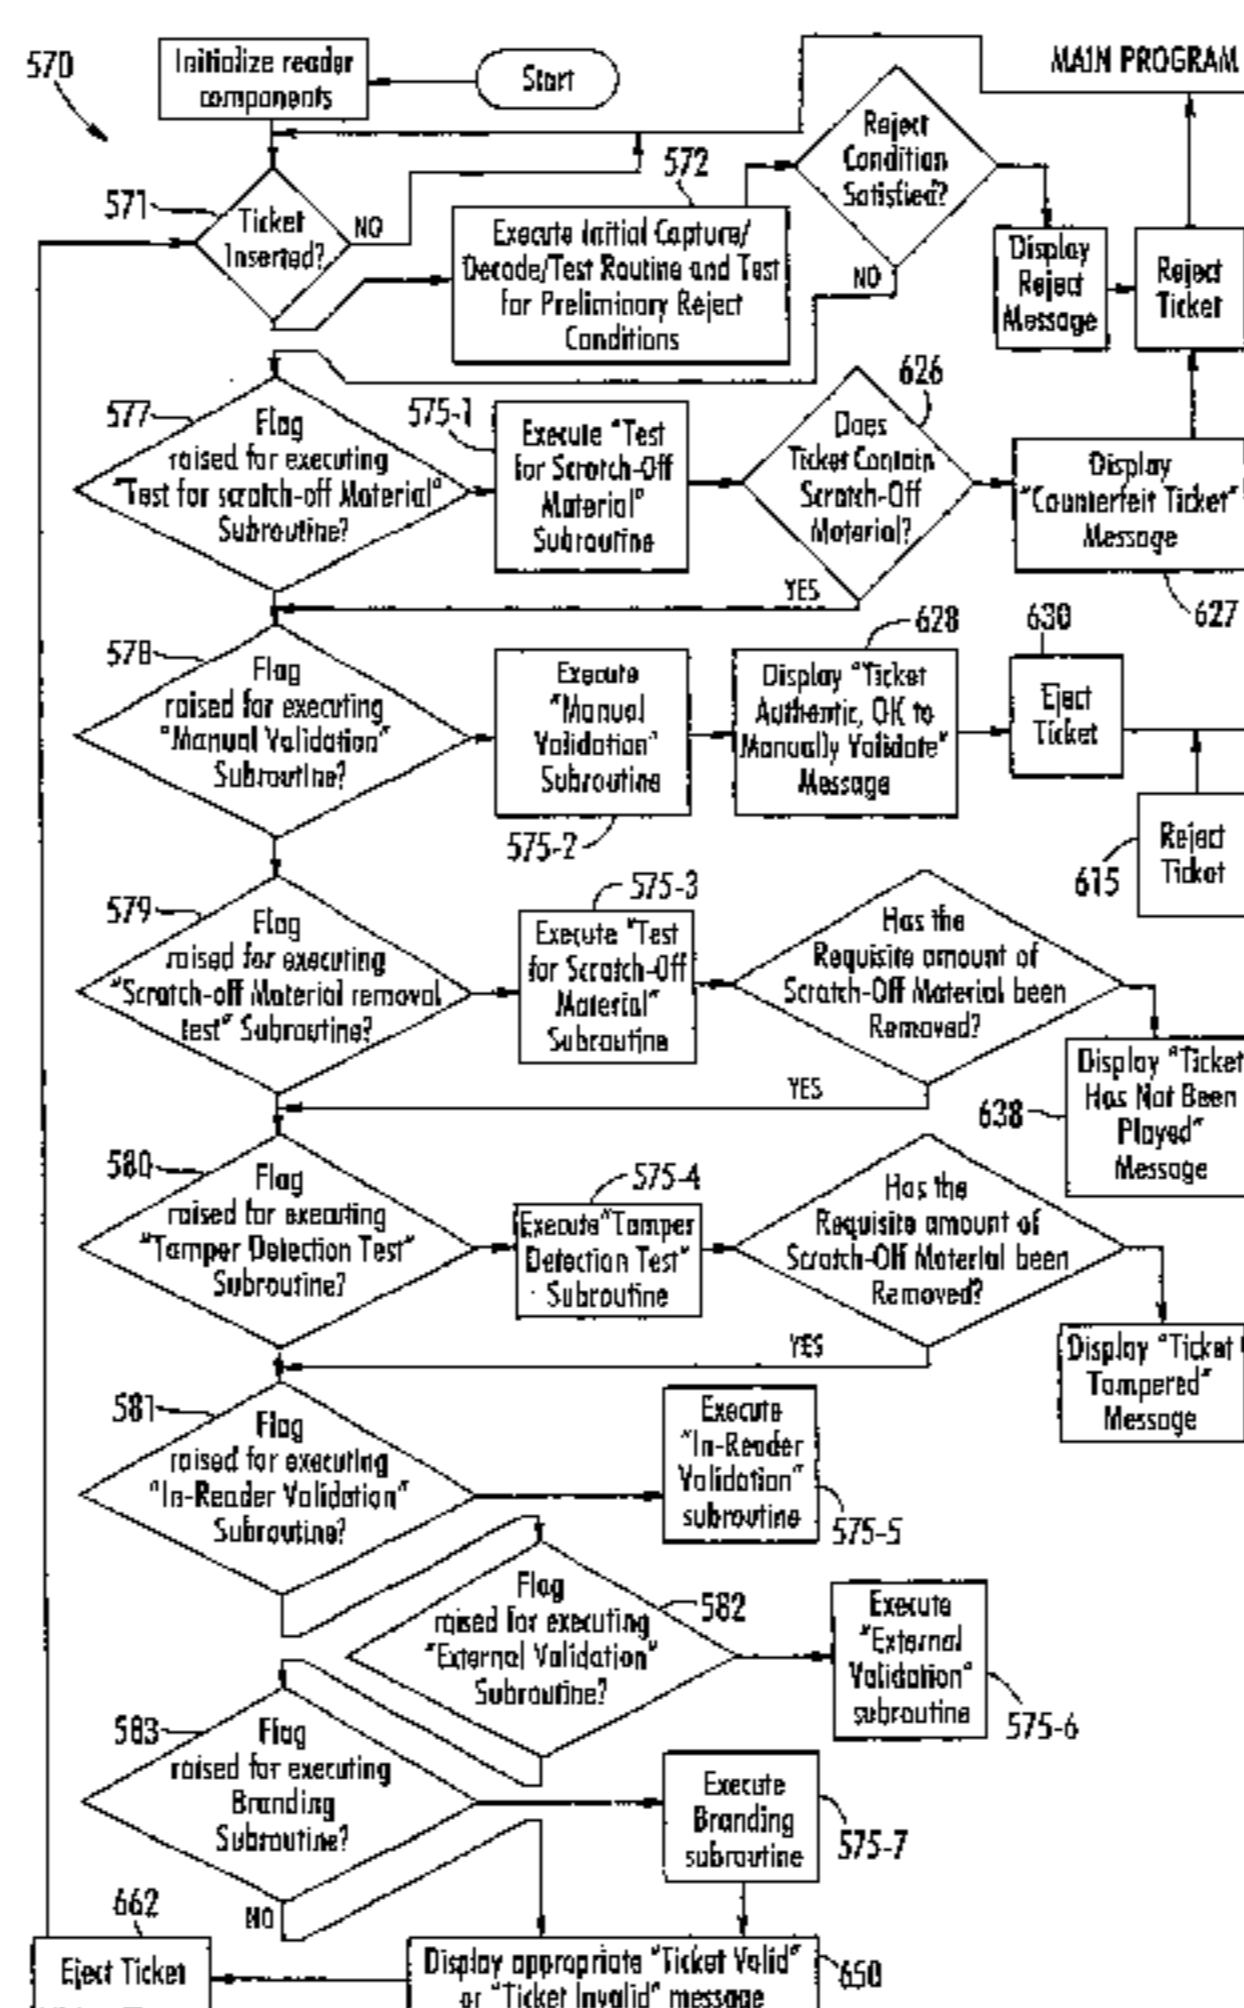 570
Initialize reader
components
Start
MAIN PROGRAM
Reject
Condition
Satisfied?
572
571
Ticket
Inserted?
NO
Execute Initial Capture/
Decode/Test Routine and Test
for Preliminary Reject
Conditions
NO
Display
Reject
Message
Reject
Ticket
577
Flag
raised for executing
"Test for scratch-off Material"
Subroutine?
575-1
Execute "Test
for Scratch-Off
Material"
Subroutine
626
Does
Ticket Contain
Scratch-Off
Material?
Display
"Counterfeit Ticket"
Message
YES
627
578
Flag
raised for executing
"Manual Validation"
Subroutine?
Execute
"Manual
Validation"
Subroutine
575-2
628
Display "Ticket
Authentic, OK to
Manually Validate"
Message
630
Eject
Ticket
615
Reject
Ticket
579
Flag
raised for executing
"Scratch-off Material removal
test" Subroutine?
575-3
Execute "Test
for Scratch-Off
Material"
Subroutine
Has the
Requisite amount of
Scratch-Off Material been
Removed?
YES
638
Display "Ticket
Has Not Been
Played"
Message
580
Flag
raised for executing
"Tamper Detection Test"
Subroutine?
575-4
Execute "Tamper
Detection Test"
Subroutine
Has the
Requisite amount of
Scratch-Off Material been
Removed?
YES
Display "Ticket
Tampered"
Message
581
Flag
raised for executing
"In-Reader Validation"
Subroutine?
Execute
"In-Reader
Validation"
subroutine
575-5
Flag
raised for executing
"External Validation"
Subroutine?
582
Execute
"External
Validation"
subroutine
575-6
583
Flag
raised for executing
Branding
Subroutine?
Execute
Branding
subroutine
575-7
NO
662
Eject Ticket
Display appropriate "Ticket Valid"
or "Ticket Invalid" message
650